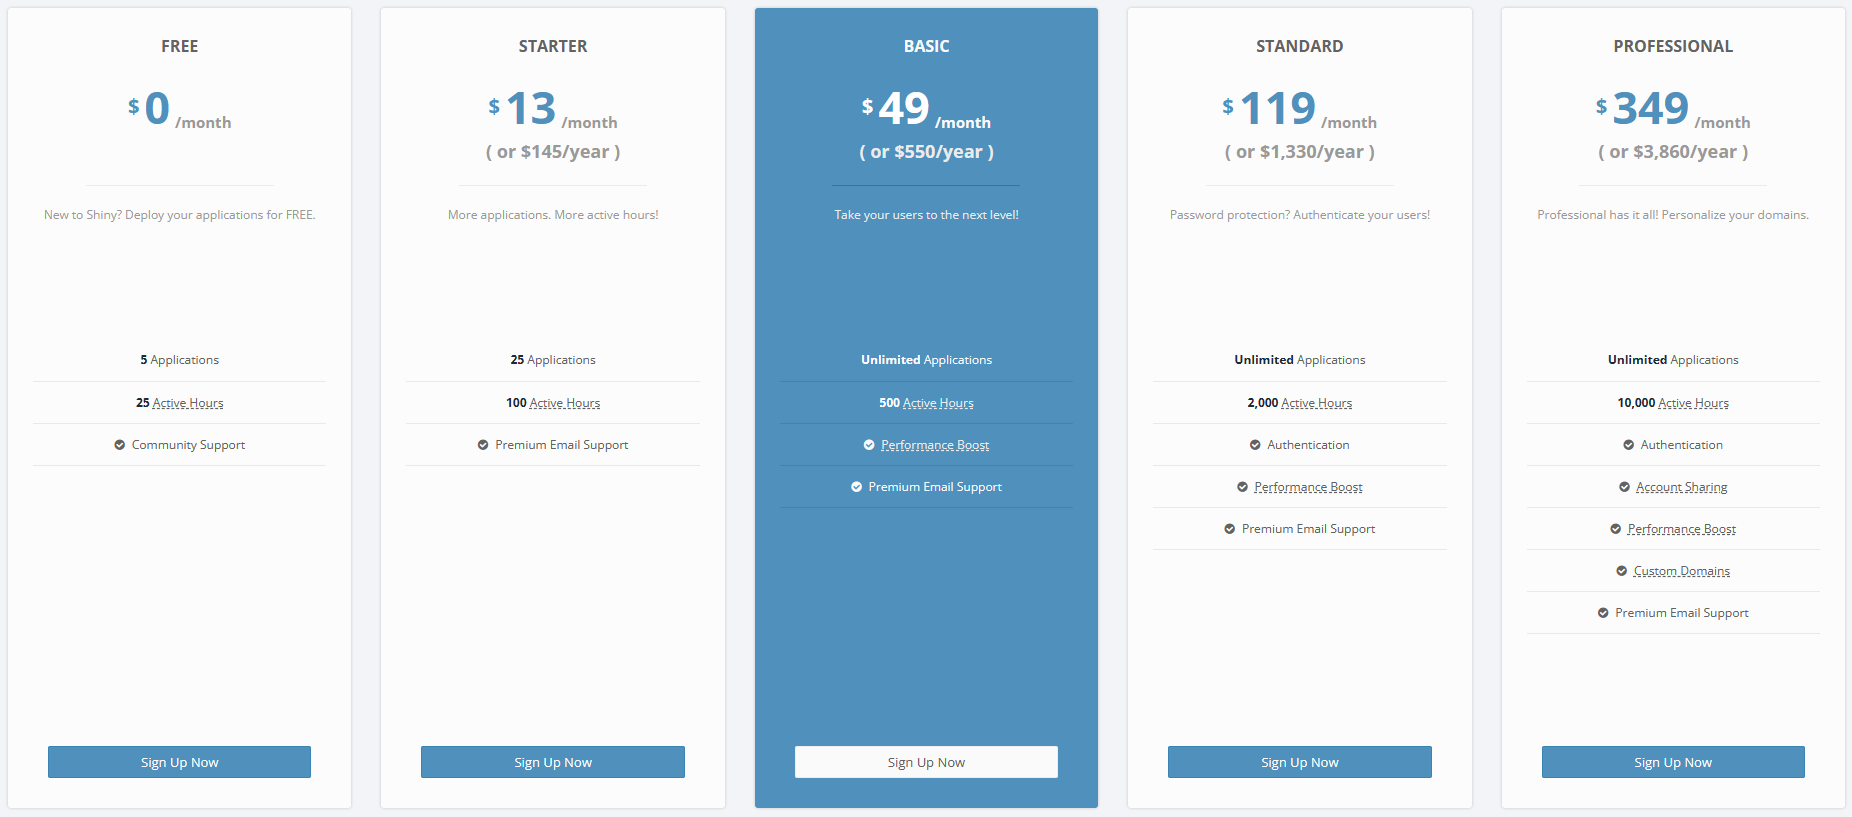 FREE
$ 0 /month
New to Shiny? Deploy your applications for FREE.
5 Applications
25 Active Hours
Community Support
Sign Up Now
STARTER
$ 13 /month
( or $145/year )
More applications. More active hours!
25 Applications
100 Active Hours
Premium Email Support
Sign Up Now
BASIC
$ 49 /month
( or $550/year )
Take your users to the next level!
Unlimited Applications
500 Active Hours
Performance Boost
Premium Email Support
Sign Up Now
STANDARD
$ 119 /month
( or $1,330/year )
Password protection? Authenticate your users!
Unlimited Applications
2,000 Active Hours
Authentication
Performance Boost
Premium Email Support
Sign Up Now
PROFESSIONAL
$ 349 /month
( or $3,860/year )
Professional has it all! Personalize your domains.
Unlimited Applications
10,000 Active Hours
Authentication
Account Sharing
Performance Boost
Custom Domains
Premium Email Support
Sign Up Now